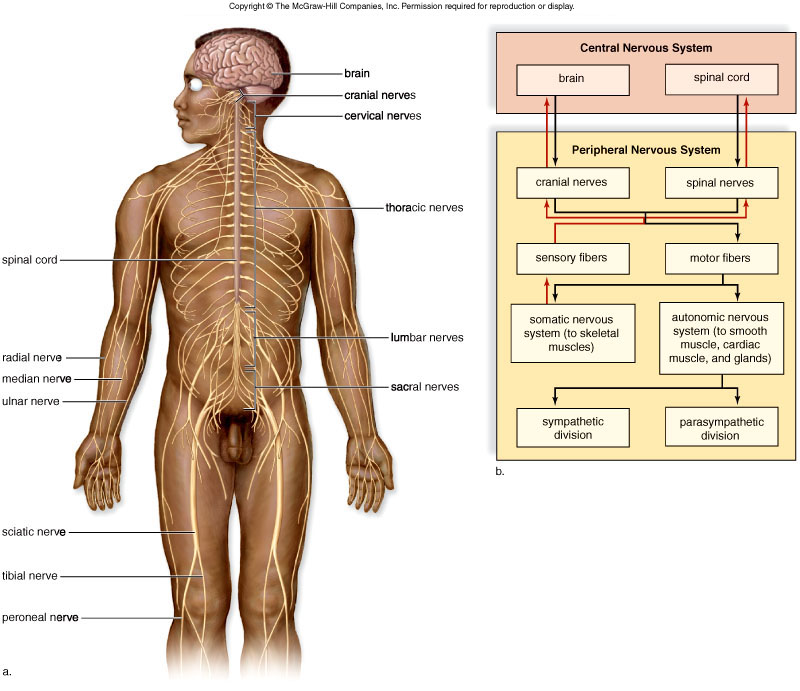 Copyright © The McGraw-Hill Companies, Inc. Permission required for reproduction or display.
brain
cranial nerves
cervical nerves
thoracic nerves
spinal cord
lumbar nerves
radial nerve
median nerve
sacral nerves
ulnar nerve
sciatic nerve
tibial nerve
peroneal nerve
a.
Central Nervous System
brain
spinal cord
Peripheral Nervous System
cranial nerves
spinal nerves
sensory fibers
motor fibers
somatic nervous
system (to skeletal
muscles)
autonomic nervous
system (to smooth
muscle, cardiac
muscle, and glands)
sympathetic
division
parasympathetic
division
b.